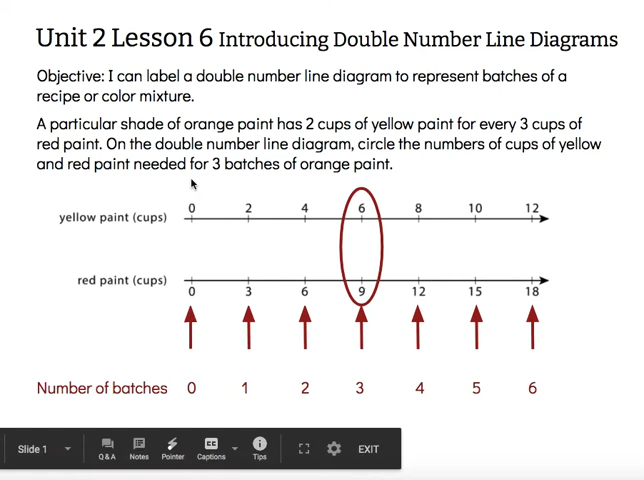 Unit 2 Lesson 6 Introducing Double Number Line Diagrams
Objective: I can label a double number line diagram to represent batches of a
recipe or color mixture.
A particular shade of orange paint has 2 cups of yellow paint for every 3 cups of
red paint. On the double number line diagram, circle the numbers of cups of yellow
and red paint needed for 3 batches of orange paint.
0 2 4 6 8 10 12
yellow paint (cups)
red paint (cups)
0 3 6 9 12 15 18
Number of batches 0 1 2 3 4 5 6
Slide 1 Q&A Notes Pointer CC Captions Tips EXIT